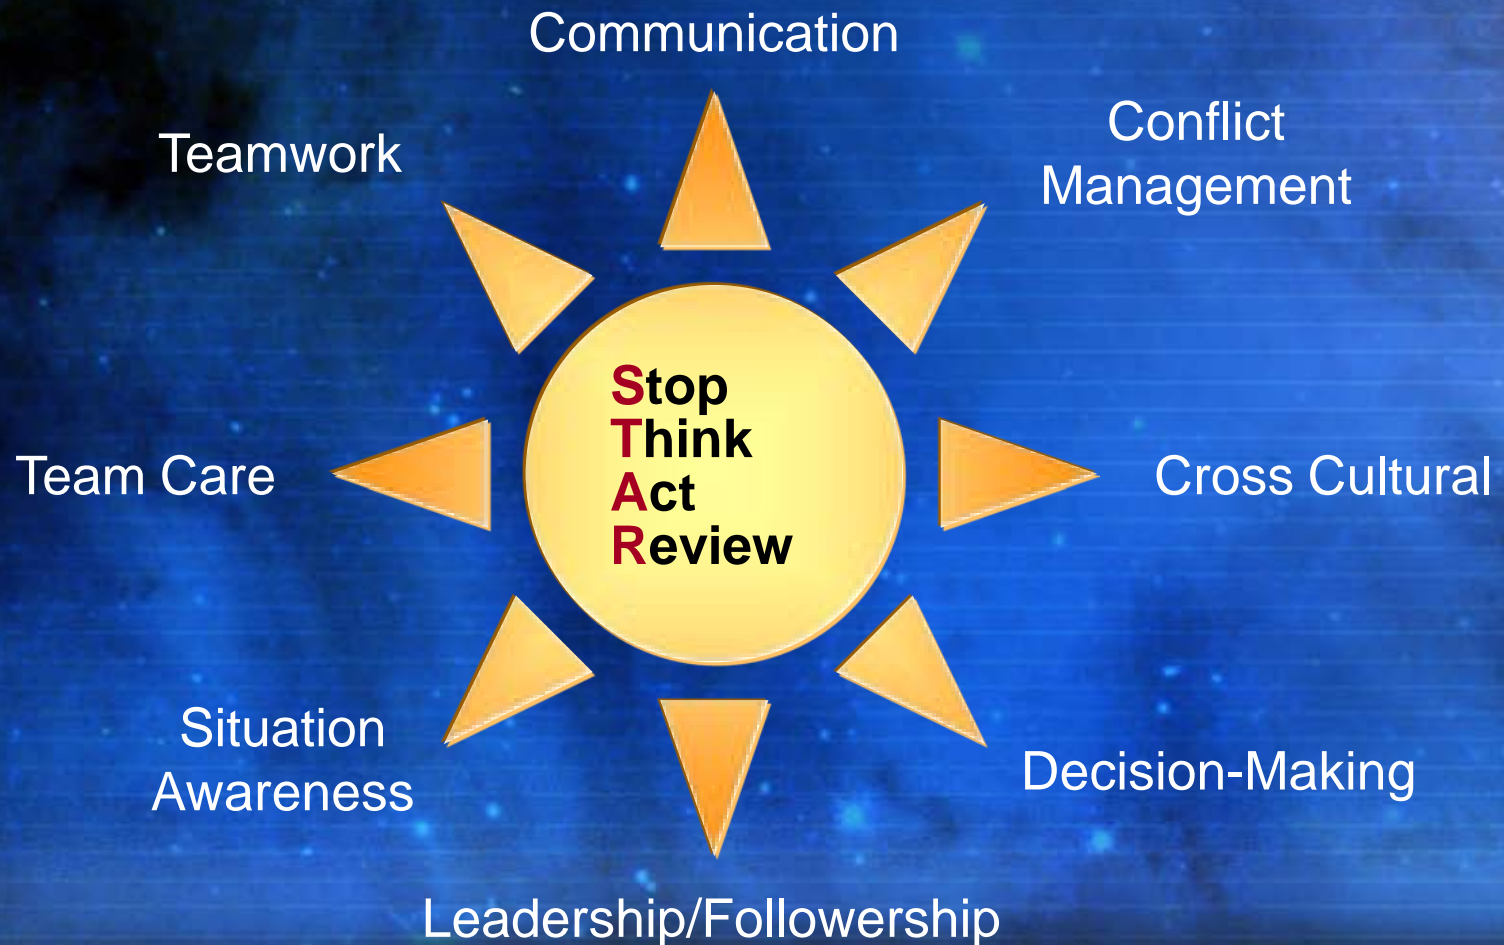 Communication
Teamwork
Conflict
Management
Stop
Think
Act
Review
Team Care
Cross Cultural
Situation
Awareness
Decision-Making
Leadership/Followership